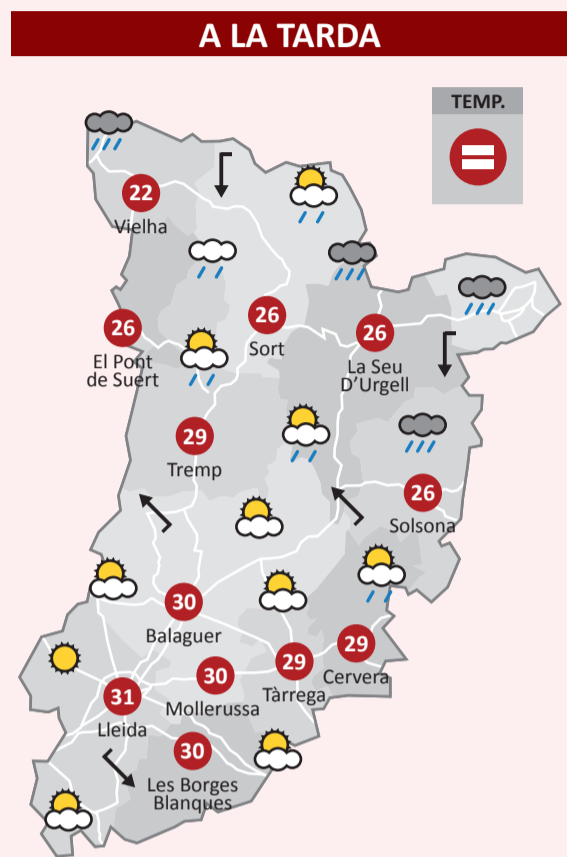 A LA TARDA
TEMP.
22
Vielha
26
El Pont
de Suert
26
Sort
26
La Seu
D'Urgell
29
Tremp
26
Solsona
30
Balaguer
29
Cervera
29
Tàrrega
30
Mollerussa
31
Lleida
30
Les Borges
Blanques